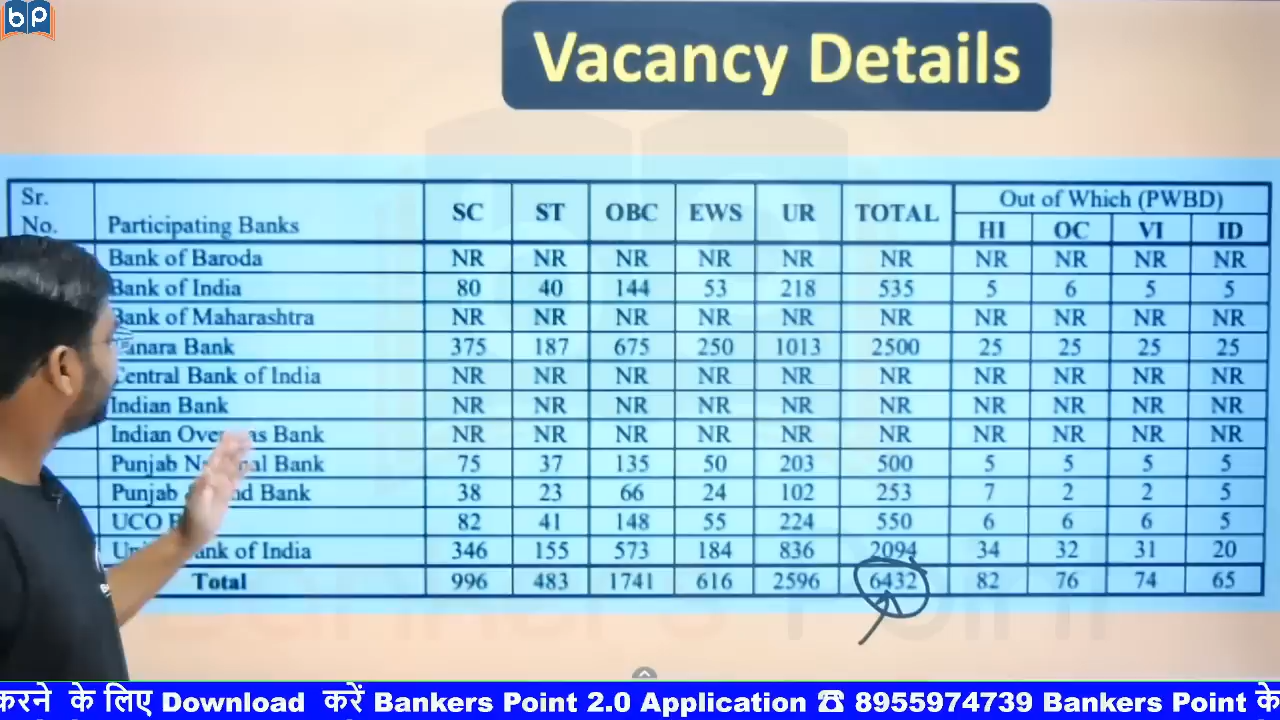 bp
Vacancy Details
Sr. No. Participating Banks SC ST OBC EWS UR TOTAL Out of Which (PWBD)
HI OC VI ID
Bank of Baroda NR NR NR NR NR NR NR NR NR NR
Bank of India 80 40 144 53 218 535 5 6 5 5
Bank of Maharashtra NR NR NR NR NR NR NR NR NR NR
Bank 375 187 675 250 1013 2500 25 25 25 25
Central Bank of India NR NR NR NR NR NR NR NR NR NR
Indian Bank NR NR NR NR NR NR NR NR NR NR
Indian Bank NR NR NR NR NR NR NR NR NR NR
Punjab Bank 75 37 135 50 203 500 5 5 5 5
Punjab Bank 38 23 66 24 102 253 7 2 2 5
UCO 82 41 148 55 224 550 6 6 6 5
of India 346 155 573 184 836 2094 34 32 31 20
Total 996 483 1741 616 2596 6432 82 76 74 65
करने के लिए Download करें Bankers Point 2.0 Application ☎ 8955974739 Bankers Point के